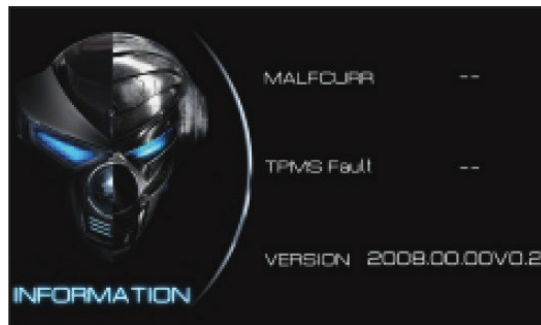 MALFCURR --
TPMS Fault --
VERSION 2008.00.00V0.2
INFORMATION